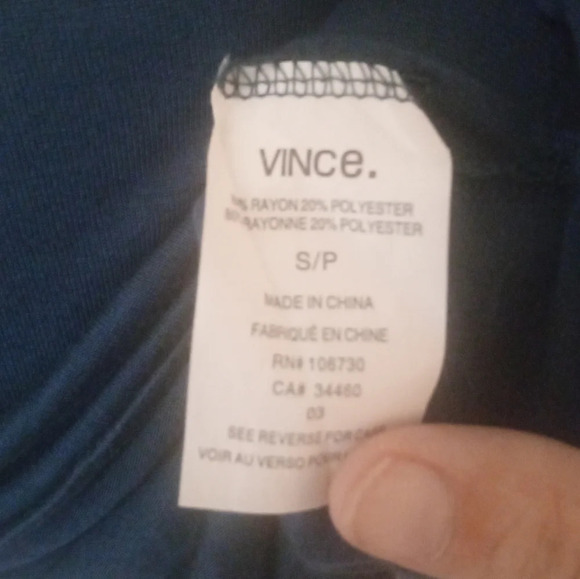 VINCe.
RAYON 20% POLYESTER
RAYONNE 20% POLYESTER
S/P
MADE IN CHINA
FABRIQUÉ EN CHINE
RN# 106730
CA# 34460
03
SEE REVERSE FOR
VOIR AU VERSO POUR